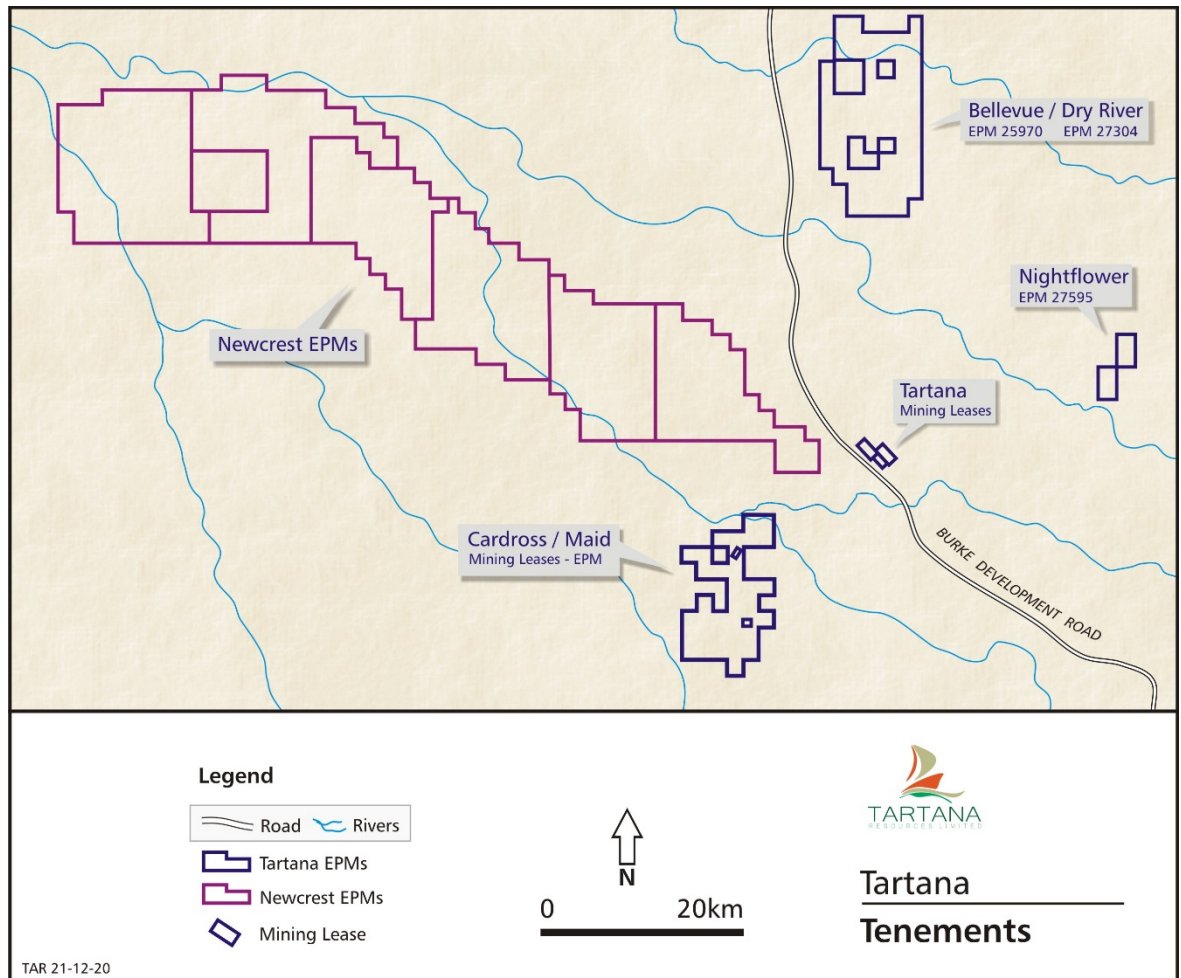 Bellevue / Dry River
EPM 25970 EPM 27304
Nightflower
EPM 27595
Newcrest EPMs
Tartana
Mining Leases
Cardross / Maid
Mining Leases - EPM
BURKE DEVELOPMENT ROAD
Legend
Road Rivers
Tartana EPMs
Newcrest EPMs
Mining Lease
N
0 20km
TARTANA
RESOURCES LIMITED
Tartana
Tenements
TAR 21-12-20